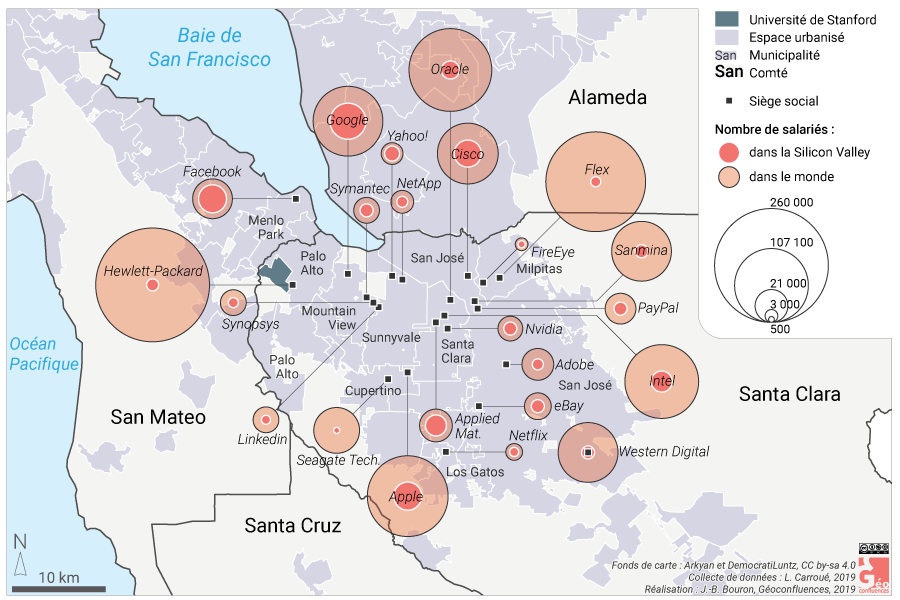 Baie de
San Francisco
Océan
Pacifique
Alameda
San Mateo
Santa Cruz
Santa Clara
Oracle
Google
Yahoo!
Cisco
Flex
Facebook
Symantec
NetApp
Menlo
Park
San José
FireEye
Milpitas
Sanmina
Hewlett-Packard
Palo
Alto
Synopsys
Mountain
View
Sunnyvale
Santa
Clara
PayPal
Nvidia
Palo
Alto
Cupertino
Adobe
San José
Intel
Linkedin
Seagate Tech.
Applied
Mat.
eBay
Netflix
Western Digital
Los Gatos
Apple
Université de Stanford
Espace urbanisé
San Municipalité
San Comté
Siège social
Nombre de salariés :
dans la Silicon Valley
dans le monde
260 000
107 100
21 000
3 000
500
N
10 km
Fonds de carte : Arkyan et DemocratiLuntz, CC by-sa 4.0
Collecte de données : L. Carroué, 2019
Réalisation : J.-B. Bouron, Géoconfluences, 2019
Géo
confluences